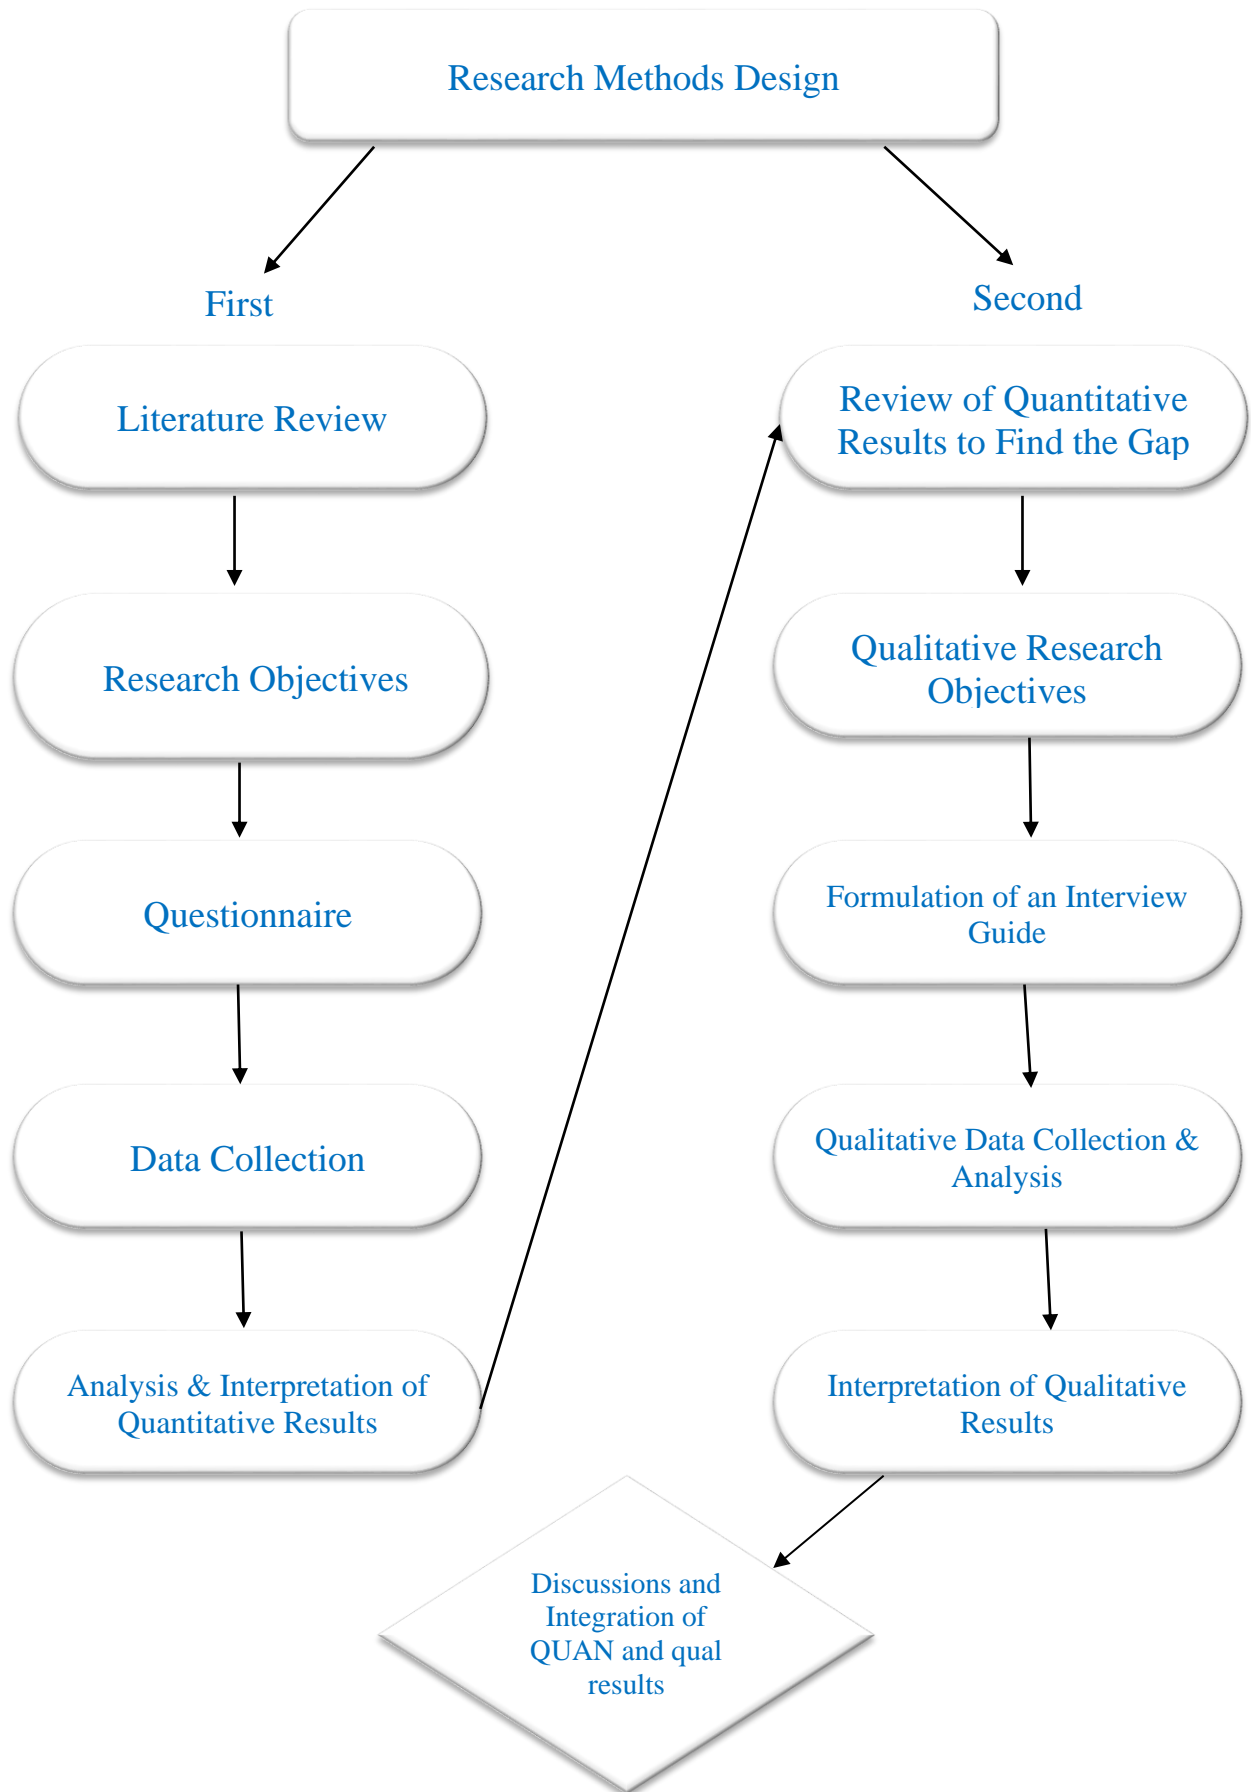 Research Methods Design
First
Literature Review
Research Objectives
Questionnaire
Data Collection
Analysis & Interpretation of
Quantitative Results
Second
Review of Quantitative
Results to Find the Gap
Qualitative Research
Objectives
Formulation of an Interview
Guide
Qualitative Data Collection &
Analysis
Interpretation of Qualitative
Results
Discussions and
Integration of
QUAN and qual
results